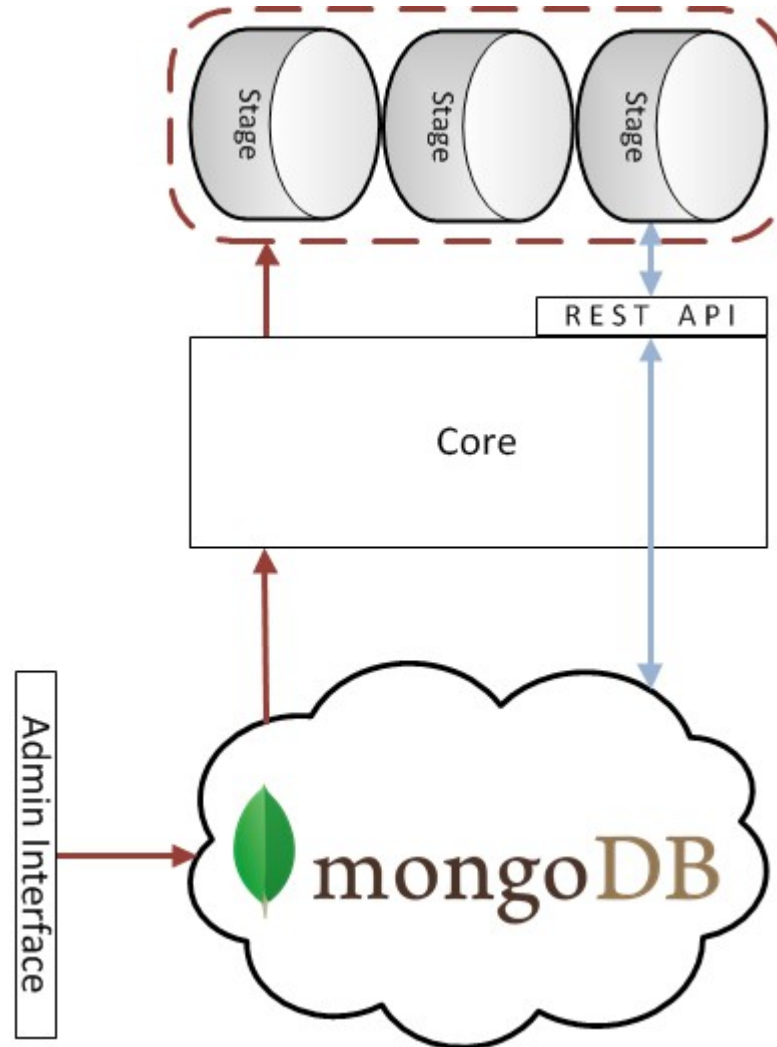 Stage
Stage
Stage
REST API
Core
Admin Interface
mongoDB